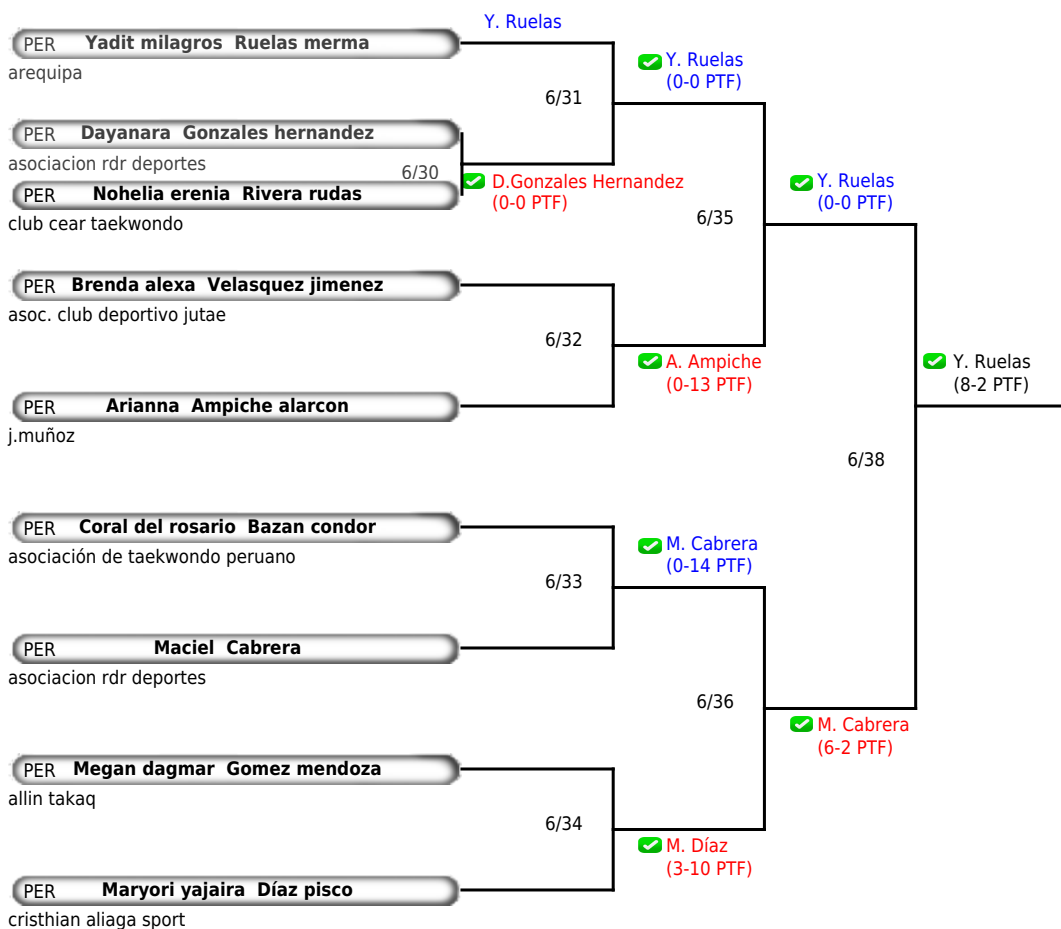 Y. Ruelas
PER Yadit milagros Ruelas merma
arequipa
Y. Ruelas
(0-0 PTF)
6/31
PER Dayanara Gonzales hernandez
asociacion rdr deportes
6/30
D.Gonzales Hernandez
(0-0 PTF)
PER Nohelia erenia Rivera rudas
club cear taekwondo
Y. Ruelas
(0-0 PTF)
6/35
PER Brenda alexa Velasquez jimenez
asoc. club deportivo jutae
6/32
A. Ampiche
(0-13 PTF)
Y. Ruelas
(8-2 PTF)
PER Arianna Ampiche alarcon
j.muñoz
6/38
PER Coral del rosario Bazan condor
asociación de taekwondo peruano
M. Cabrera
(0-14 PTF)
6/33
PER Maciel Cabrera
asociacion rdr deportes
6/36
M. Cabrera
(6-2 PTF)
PER Megan dagmar Gomez mendoza
allin takaq
6/34
M. Díaz
(3-10 PTF)
PER Maryori yajaira Díaz pisco
cristhian aliaga sport